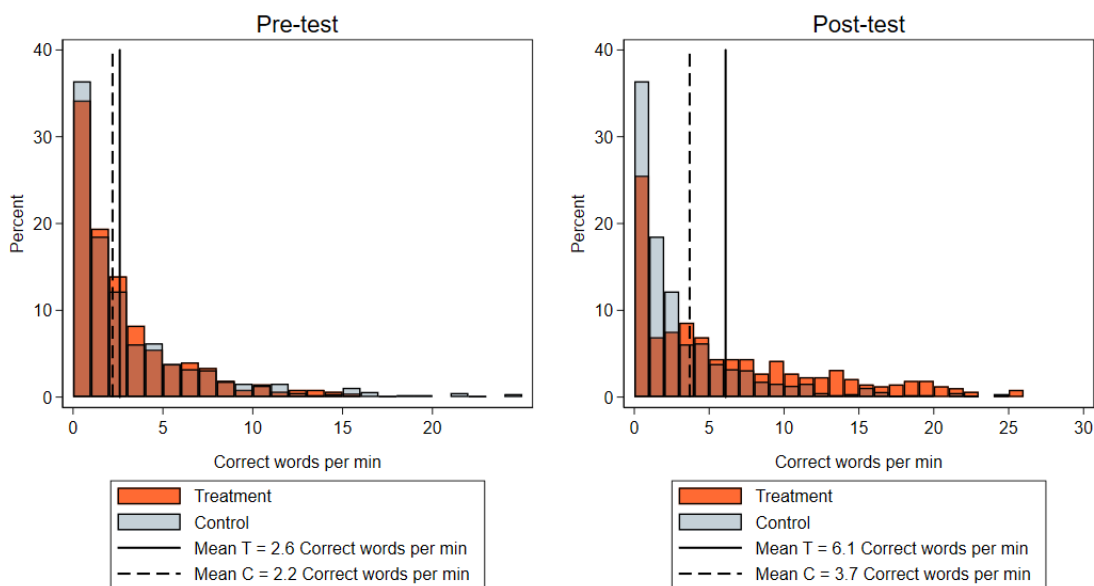 Pre-test
40
30
20
10
0
Percent
0 5 10 15 20
Correct words per min
Treatment
Control
Mean T = 2.6 Correct words per min
Mean C = 2.2 Correct words per min
Post-test
40
30
20
10
0
Percent
0 5 10 15 20 25 30
Correct words per min
Treatment
Control
Mean T = 6.1 Correct words per min
Mean C = 3.7 Correct words per min